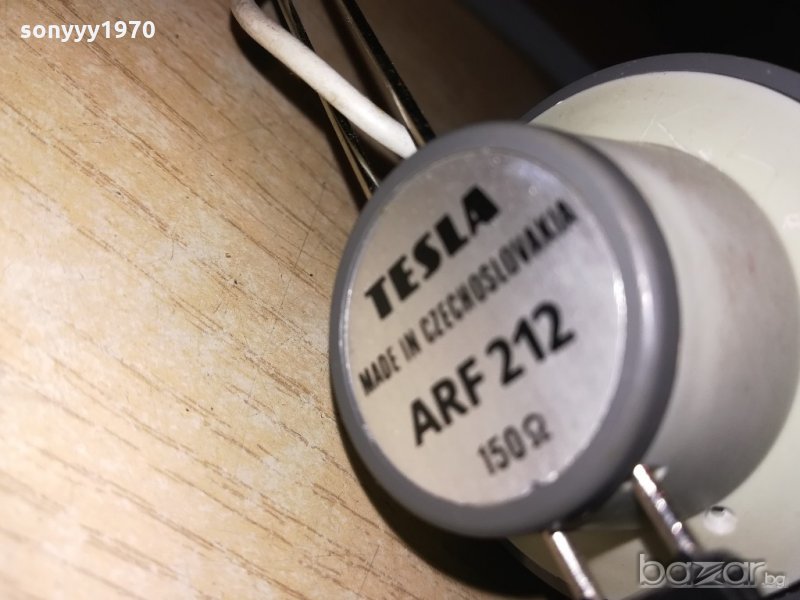 sonyyy1970
TESLA
MADE IN CZECHOSLOVAKIA
ARF 212
150Ω
bazar.bg